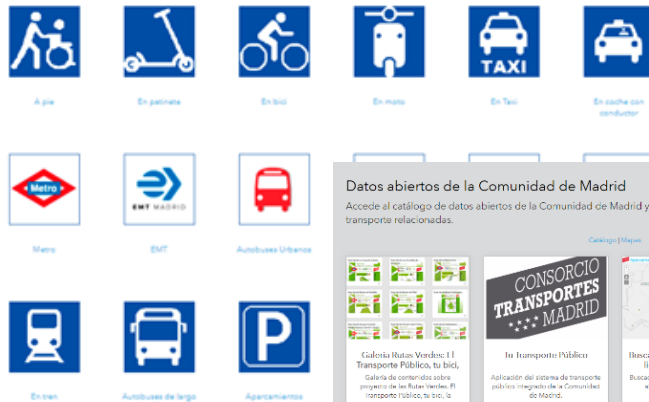 TAXI
A pie
En patinete
En bici
En moto
En Taxi
En coche con
conductor
Metro
EMT MADRID
Metro
EMT
Autobuses Urbanos
Datos abiertos de la Comunidad de Madrid
Accede al catálogo de datos abiertos de la Comunidad de Madrid y
transporte relacionadas.
Catálogo | Mapas
CONSORCIO
TRANSPORTES
MADRID
Galería Rutas Verdes: El
Transporte Público, tu bici,
Galería de contenidos sobre
proyecto de las Rutas Verdes. El
Transporte Público, tu bici, la
Tu Transporte Público
Aplicación del sistema de transporte
público integrado de la Comunidad
de Madrid.
P
En tren
Autobuses de largo
Aparcamientos